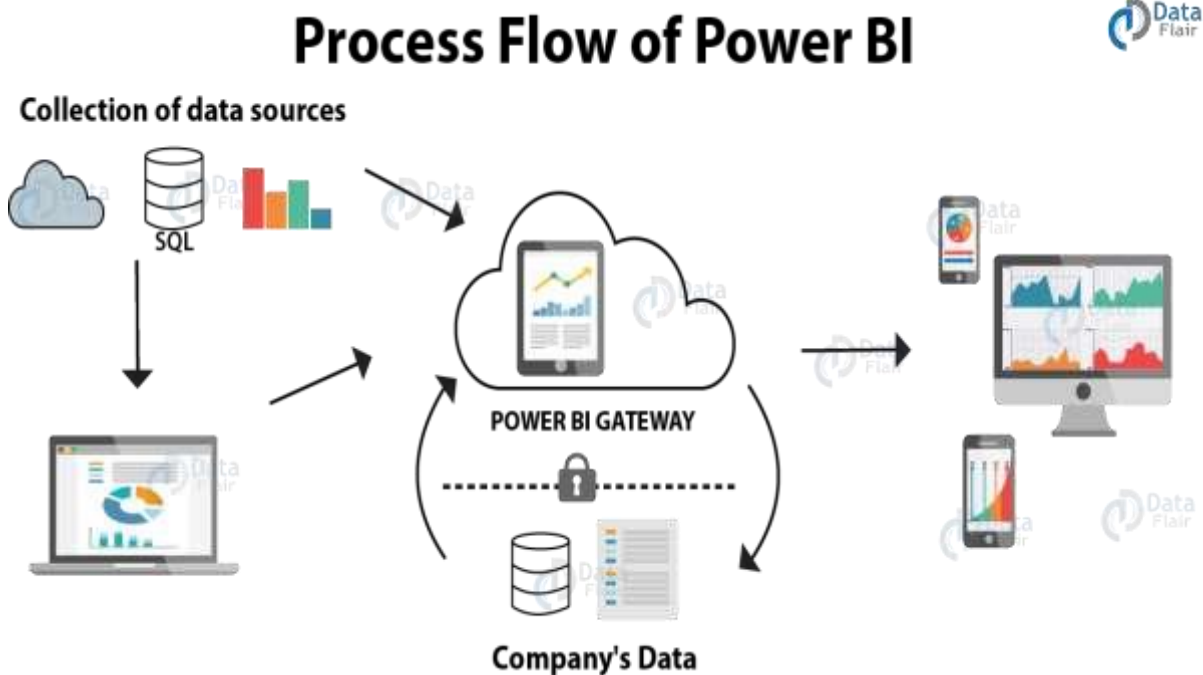 Process Flow of Power BI
Data
Flair
Collection of data sources
SQL
POWER BI GATEWAY
Company's Data